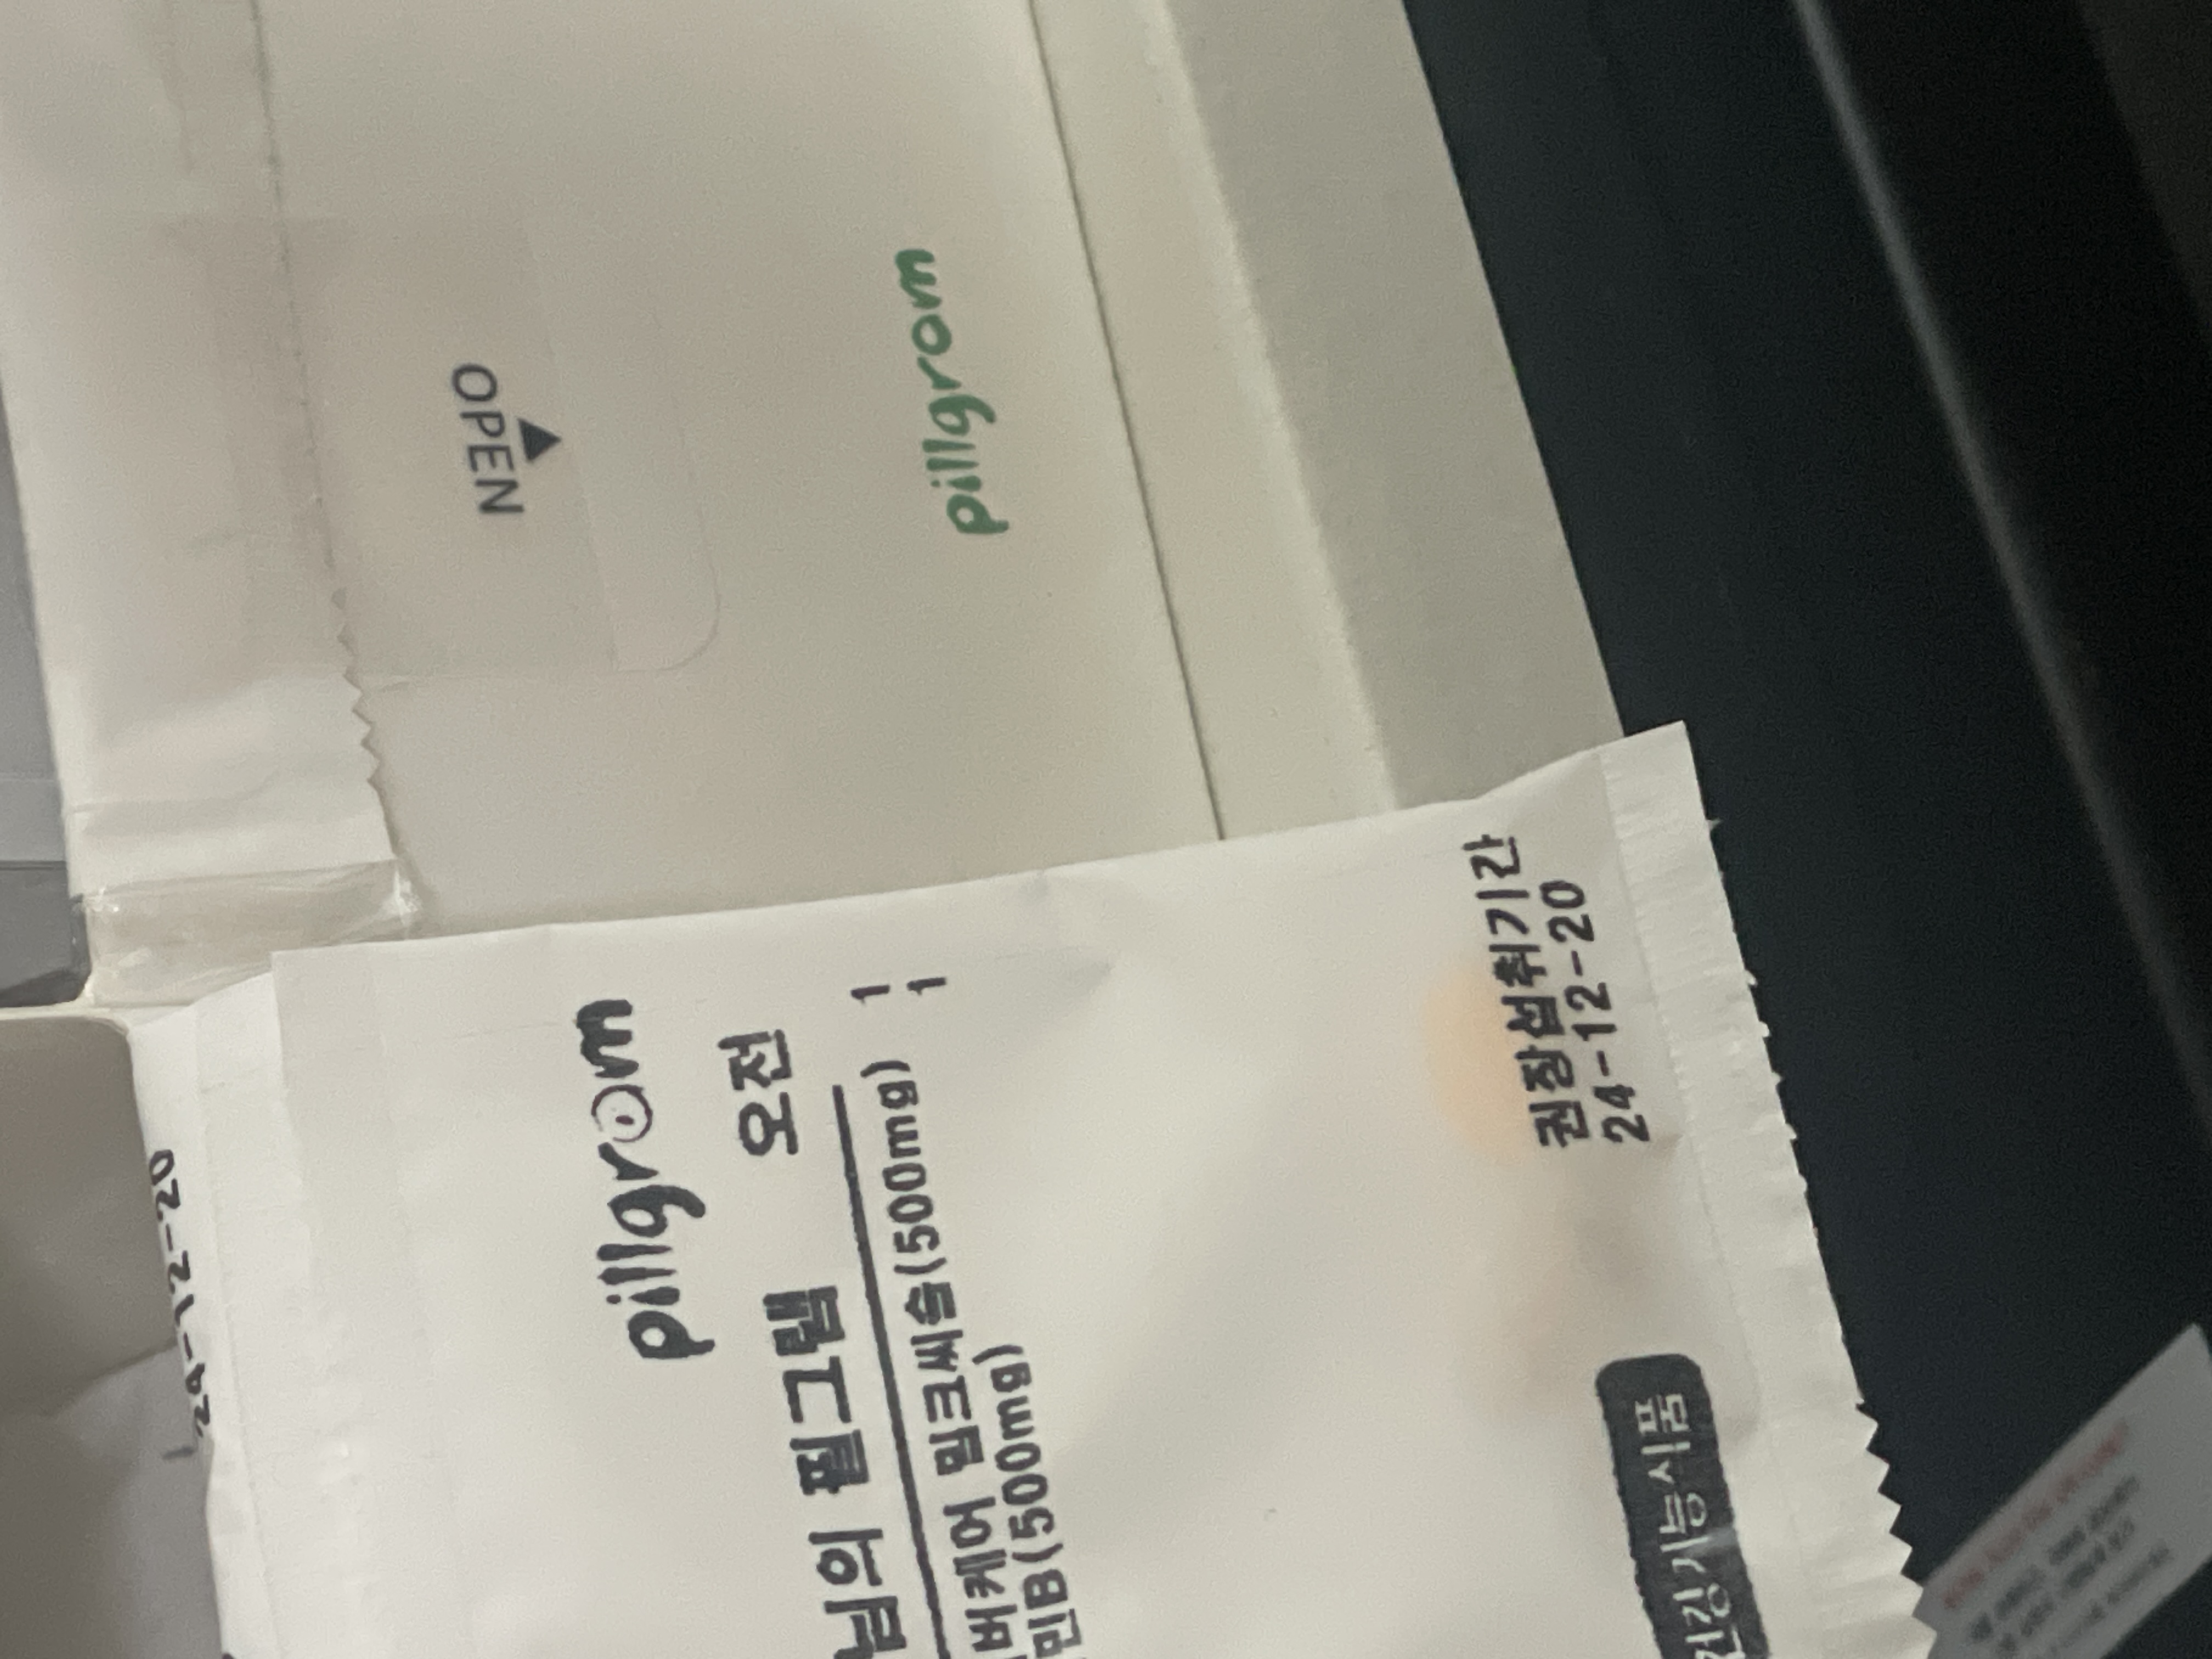 OPEN
pillgrom
24-12-20
pillgrom
님의 필그램 오전
버케어 밀크씨슬(500mg) 1
민B(500mg) 1
권장섭취기간
24-12-20
건강기능식품